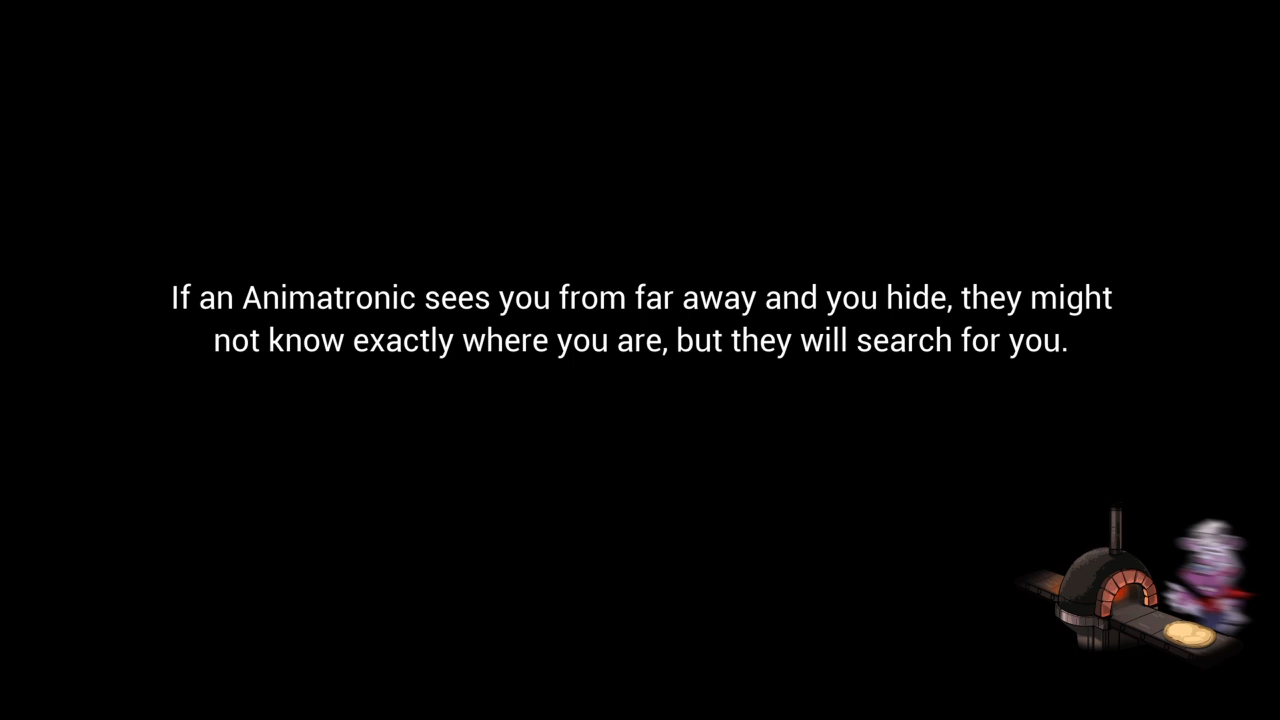 If an Animatronic sees you from far away and you hide, they might
not know exactly where you are, but they will search for you.